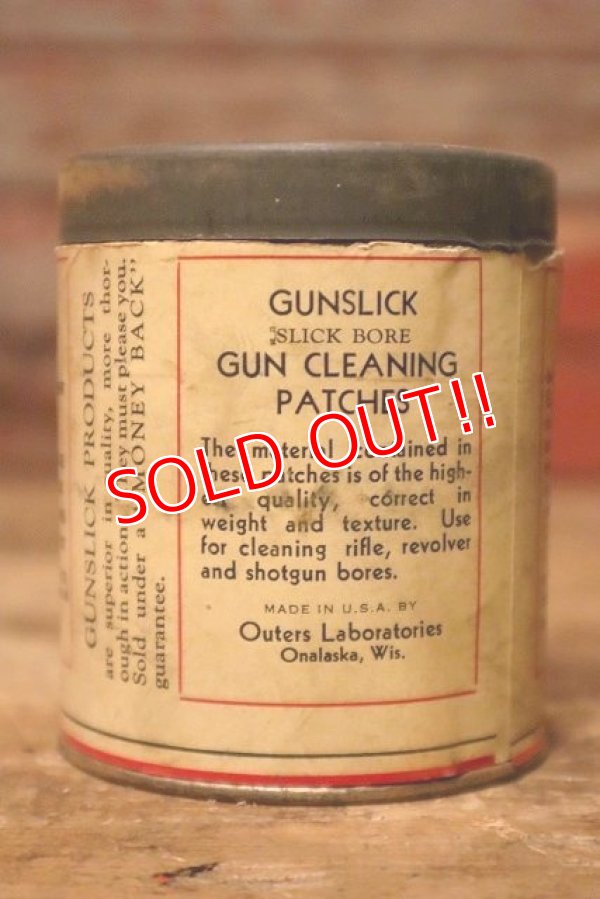 GUNSLICK
"SLICK BORE
GUN CLEANING
PATCHES
The material contained in
these patches is of the high-
est quality, correct in
weight and texture. Use
for cleaning rifle, revolver
and shotgun bores.
MADE IN U.S.A. BY
Outers Laboratories
Onalaska, Wis.
GUNSLICK PRODUCTS
are superior in quality, more thor-
ough in action. They must please you.
Sold under a "MONEY BACK"
guarantee.
SOLD OUT!!